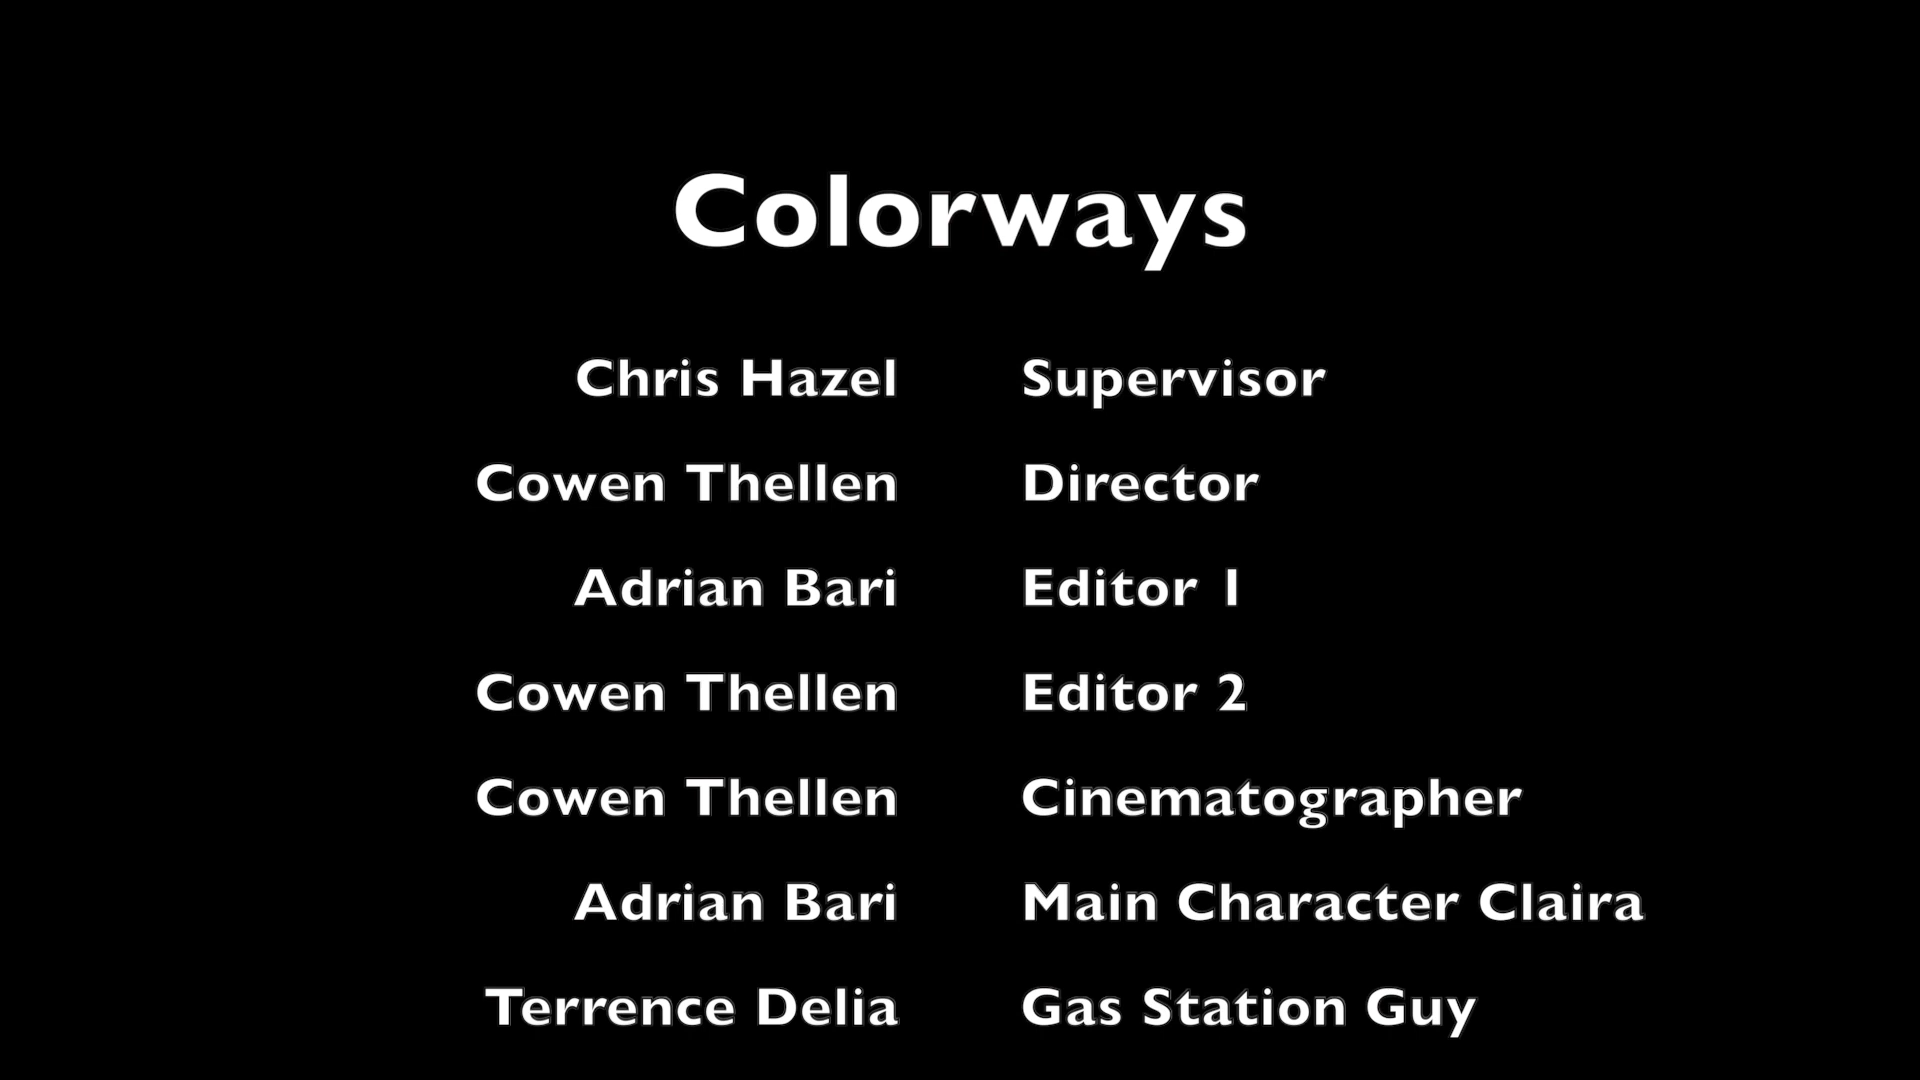 Colorways
Chris Hazel Supervisor
Cowen Thellen Director
Adrian Bari Editor 1
Cowen Thellen Editor 2
Cowen Thellen Cinematographer
Adrian Bari Main Character Claira
Terrence Delia Gas Station Guy